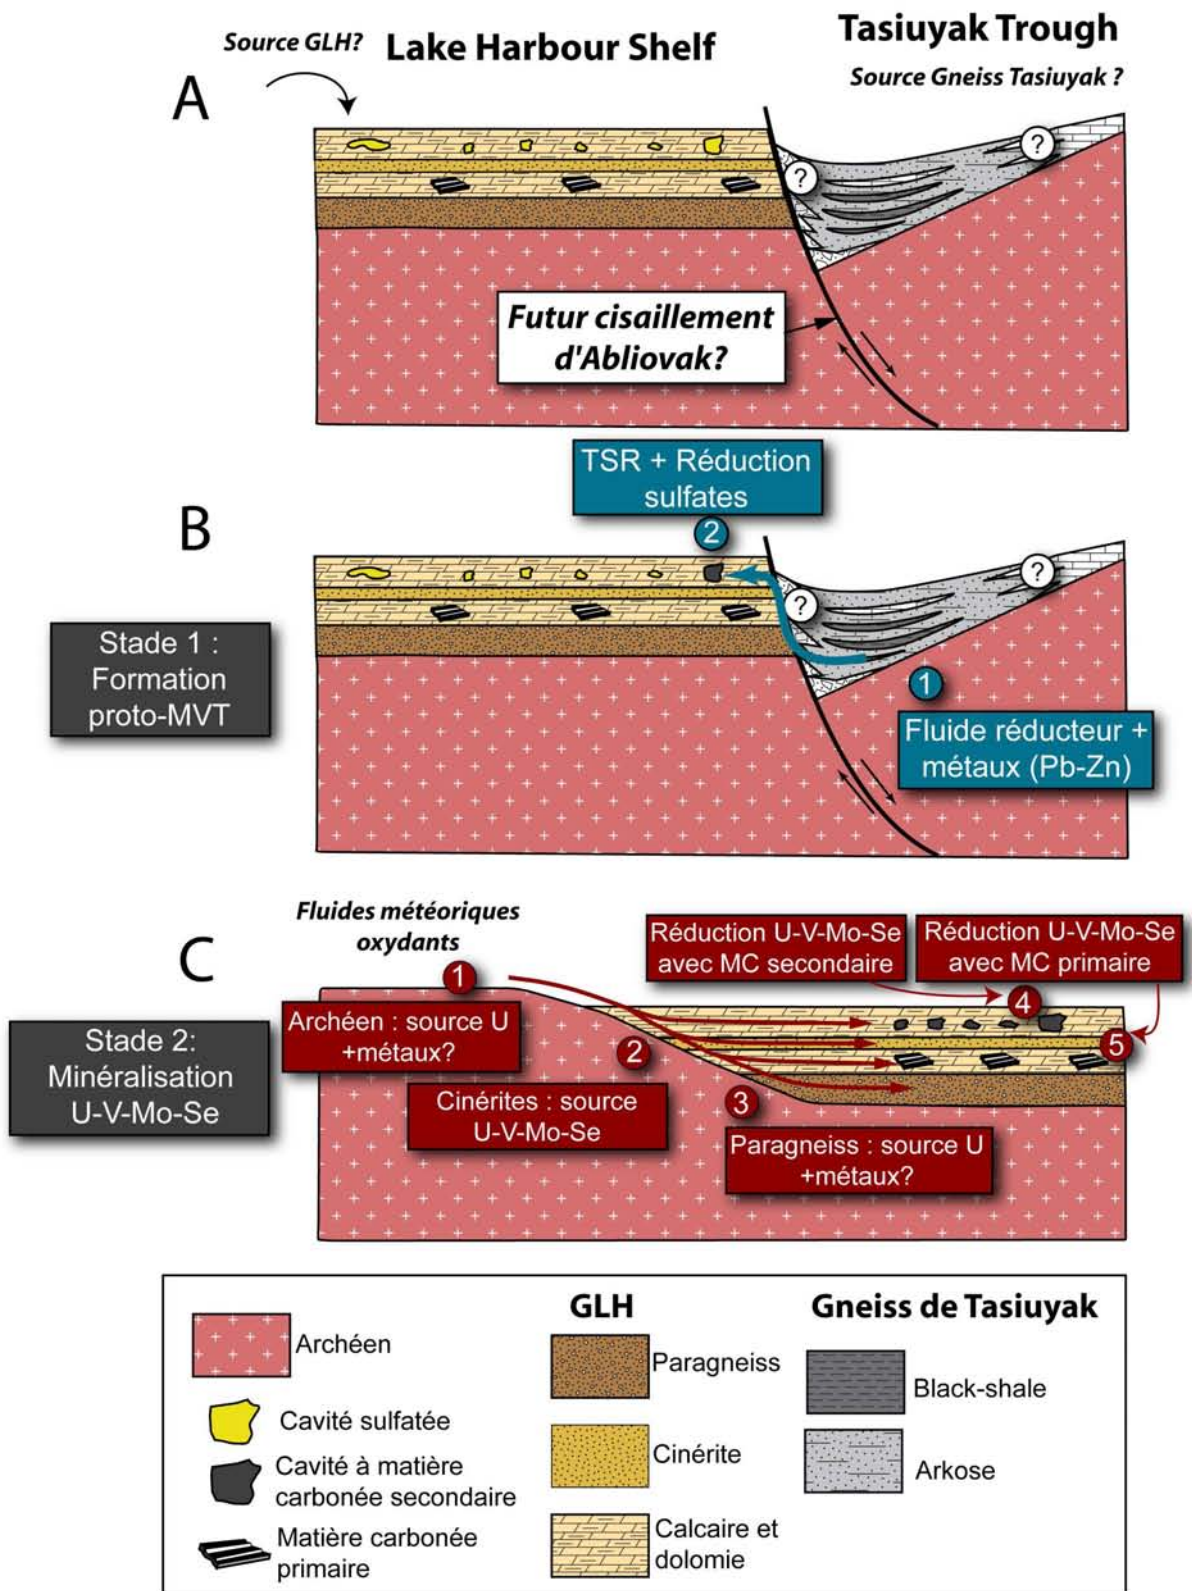 Source GLH?
Lake Harbour Shelf
Tasiuyak Trough
Source Gneiss Tasiuyak ?
A
?
?
Futur cisaillement
d'Abliovak?
TSR + Réduction
sulfates
2
B
?
?
Stade 1 :
Formation
proto-MVT
1
Fluide réducteur +
métaux (Pb-Zn)
Fluides météoriques
oxydants
C
Réduction U-V-Mo-Se
avec MC secondaire
Réduction U-V-Mo-Se
avec MC primaire
1
4
5
Archéen : source U
+métaux?
Stade 2:
Minéralisation
U-V-Mo-Se
2
Cinérites : source
U-V-Mo-Se
3
Paragneiss : source U
+métaux?
Archéen
Cavité sulfatée
Cavité à matière
carbonée secondaire
Matière carbonée
primaire
GLH
Paragneiss
Cinérite
Calcaire et
dolomie
Gneiss de Tasiuyak
Black-shale
Arkose